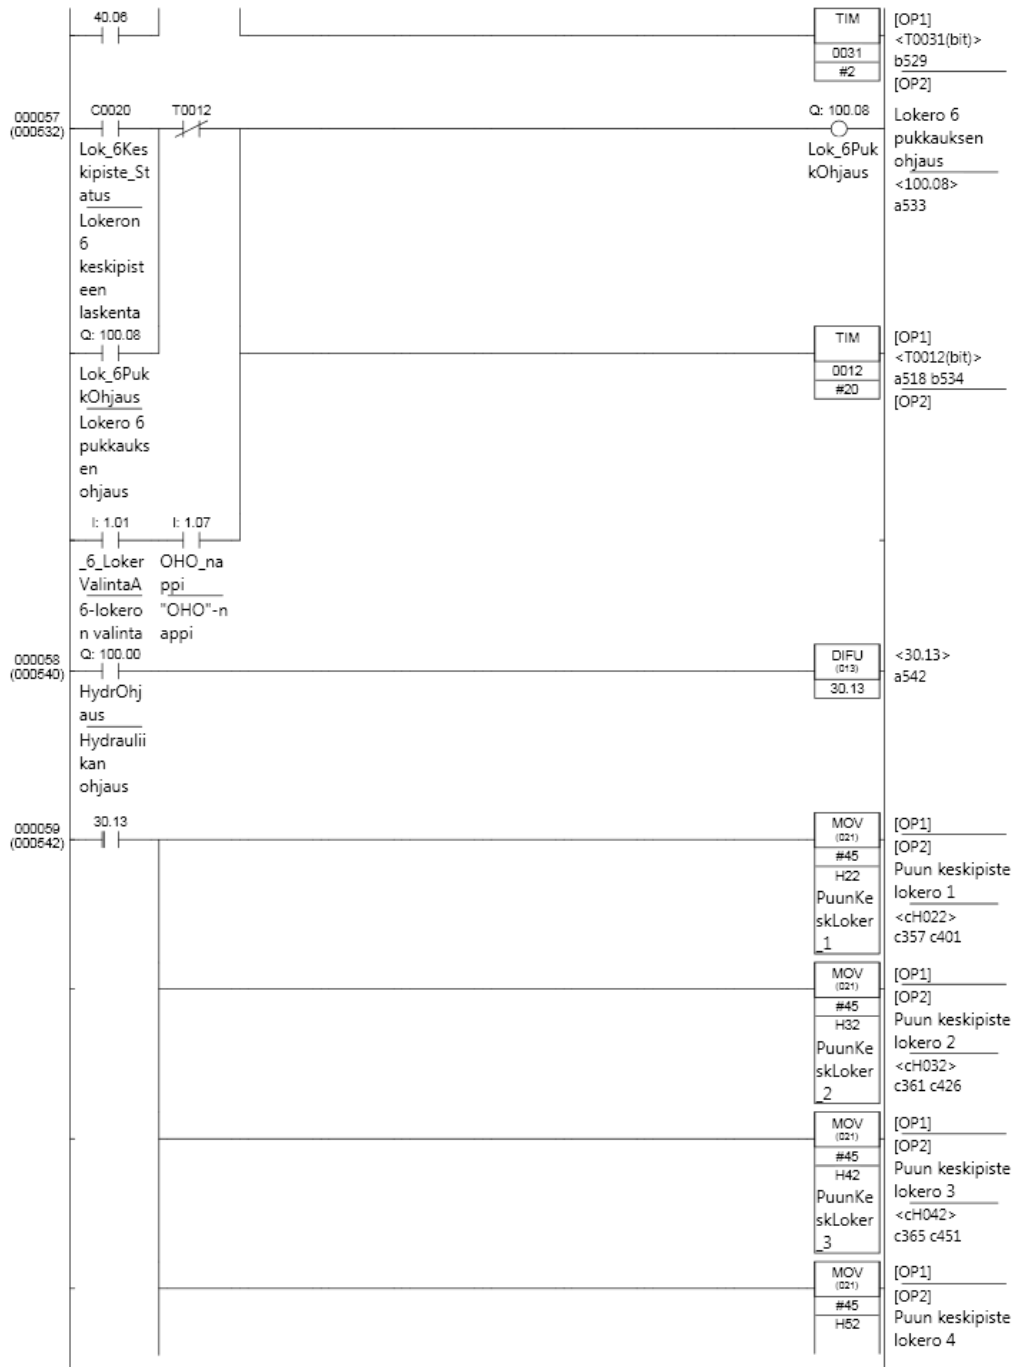 40.06
TIM
0031
#2
[OP1]
<T0031(bit)>
b529
[OP2]
000057
(000532)
C0020
T0012
Lok_6Kes
kipiste_St
atus
Lokeron
6
keskipist
een
laskenta
Q: 100.08
Lok_6Puk
kOhjaus
Lokero 6
pukkauksen
ohjaus
<100.08>
a533
Q: 100.08
Lok_6Puk
kOhjaus
Lokero 6
pukkauks
en
ohjaus
TIM
0012
#20
[OP1]
<T0012(bit)>
a518 b534
[OP2]
I: 1.01
I: 1.07
_6_Loker
ValintaA
6-lokero
n valinta
OHO_na
ppi
"OHO"-n
appi
000058
(000540)
Q: 100.00
HydrOhj
aus
Hydraulii
kan
ohjaus
DIFU
(013)
30.13
<30.13>
a542
000059
(000542)
30.13
MOV
(021)
#45
H22
PuunKe
skLoker
_1
[OP1]
[OP2]
Puun keskipiste
lokero 1
<cH022>
c357 c401
MOV
(021)
#45
H32
PuunKe
skLoker
_2
[OP1]
[OP2]
Puun keskipiste
lokero 2
<cH032>
c361 c426
MOV
(021)
#45
H42
PuunKe
skLoker
_3
[OP1]
[OP2]
Puun keskipiste
lokero 3
<cH042>
c365 c451
MOV
(021)
#45
H52
[OP1]
[OP2]
Puun keskipiste
lokero 4